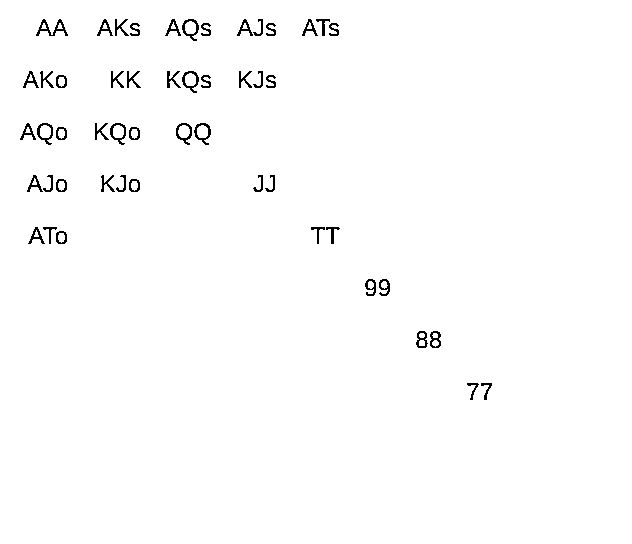 AA AKs AQs AJs ATs
AKo KK KQs KJs
AQo KQo QQ
AJo KJo JJ
ATo TT
99
88
77